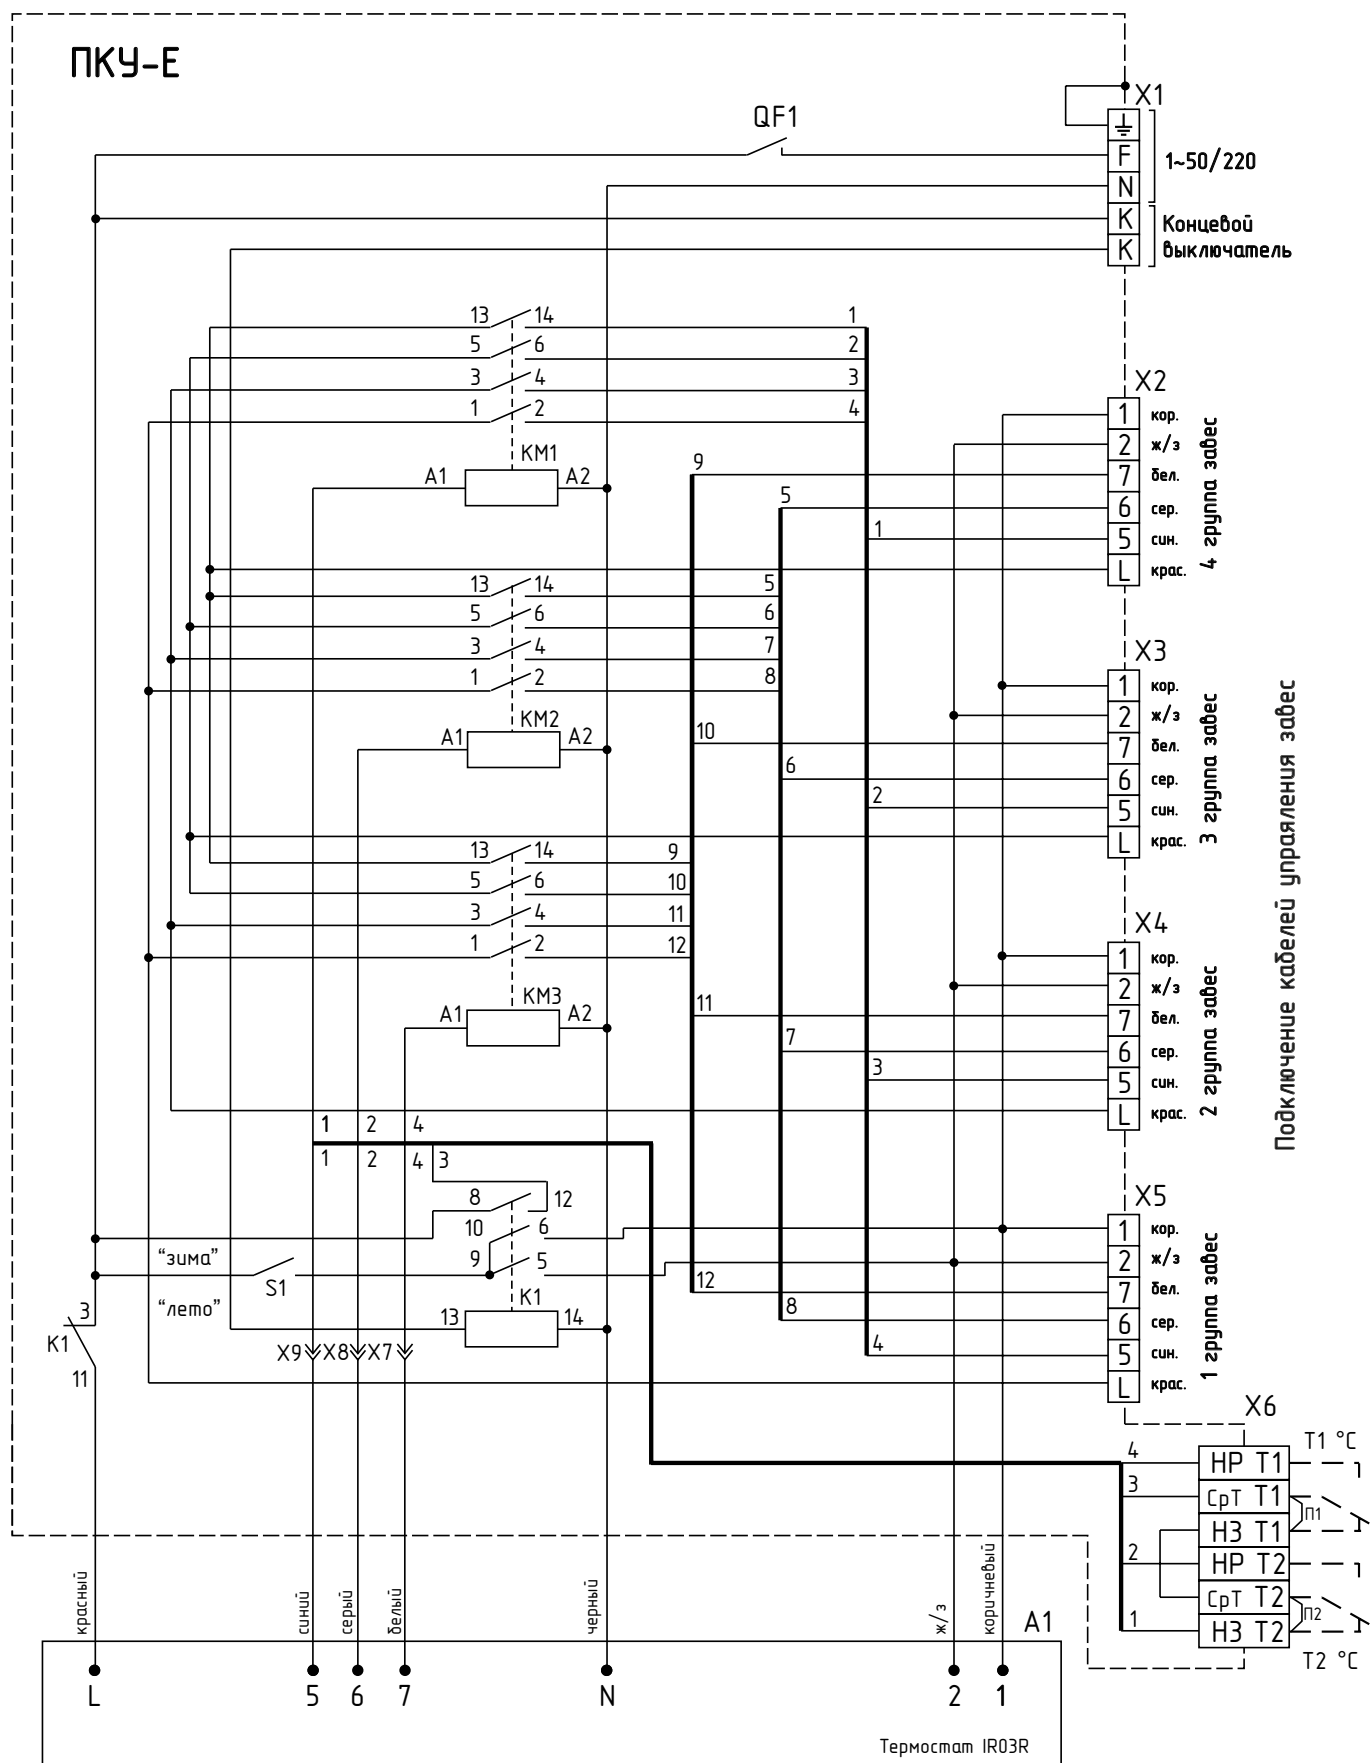 ПКУ-Е
X1
QF1
F
N
K
K
1~50/220
Концевой
выключатель
13 14 1
5 6 2
3 4 3
1 2 4
КМ1
A1 A2
X2
1 кор.
2 ж/з
7 бел.
6 сер.
5 син.
L крас.
4 группа завес
9
5
1
13 14 5
5 6 6
3 4 7
1 2 8
КМ2
A1 A2
X3
1 кор.
2 ж/з
7 бел.
6 сер.
5 син.
L крас.
3 группа завес
10
6
2
Подключение кабелей упраяления завес
13 14 9
5 6 10
3 4 11
1 2 12
КМ3
A1 A2
X4
1 кор.
2 ж/з
7 бел.
6 сер.
5 син.
L крас.
2 группа завес
11
7
3
1 2 4
1 2 4 3
8 12
10 6
9 5
“зима”
S1
“лето”
K1
13 14
3
K1
11
X9 X8 X7
X5
1 кор.
2 ж/з
7 бел.
6 сер.
5 син.
L крас.
1 группа завес
12
8
4
X6
T1 °C
4 НР T1
3 СрТ T1
П1
НЗ T1
2 НР T2
СрТ T2
П2
1 НЗ T2
T2 °C
красный
синий
серый
белый
черный
ж/з
коричневый
A1
L 5 6 7 N 2 1
Термостат IR03R